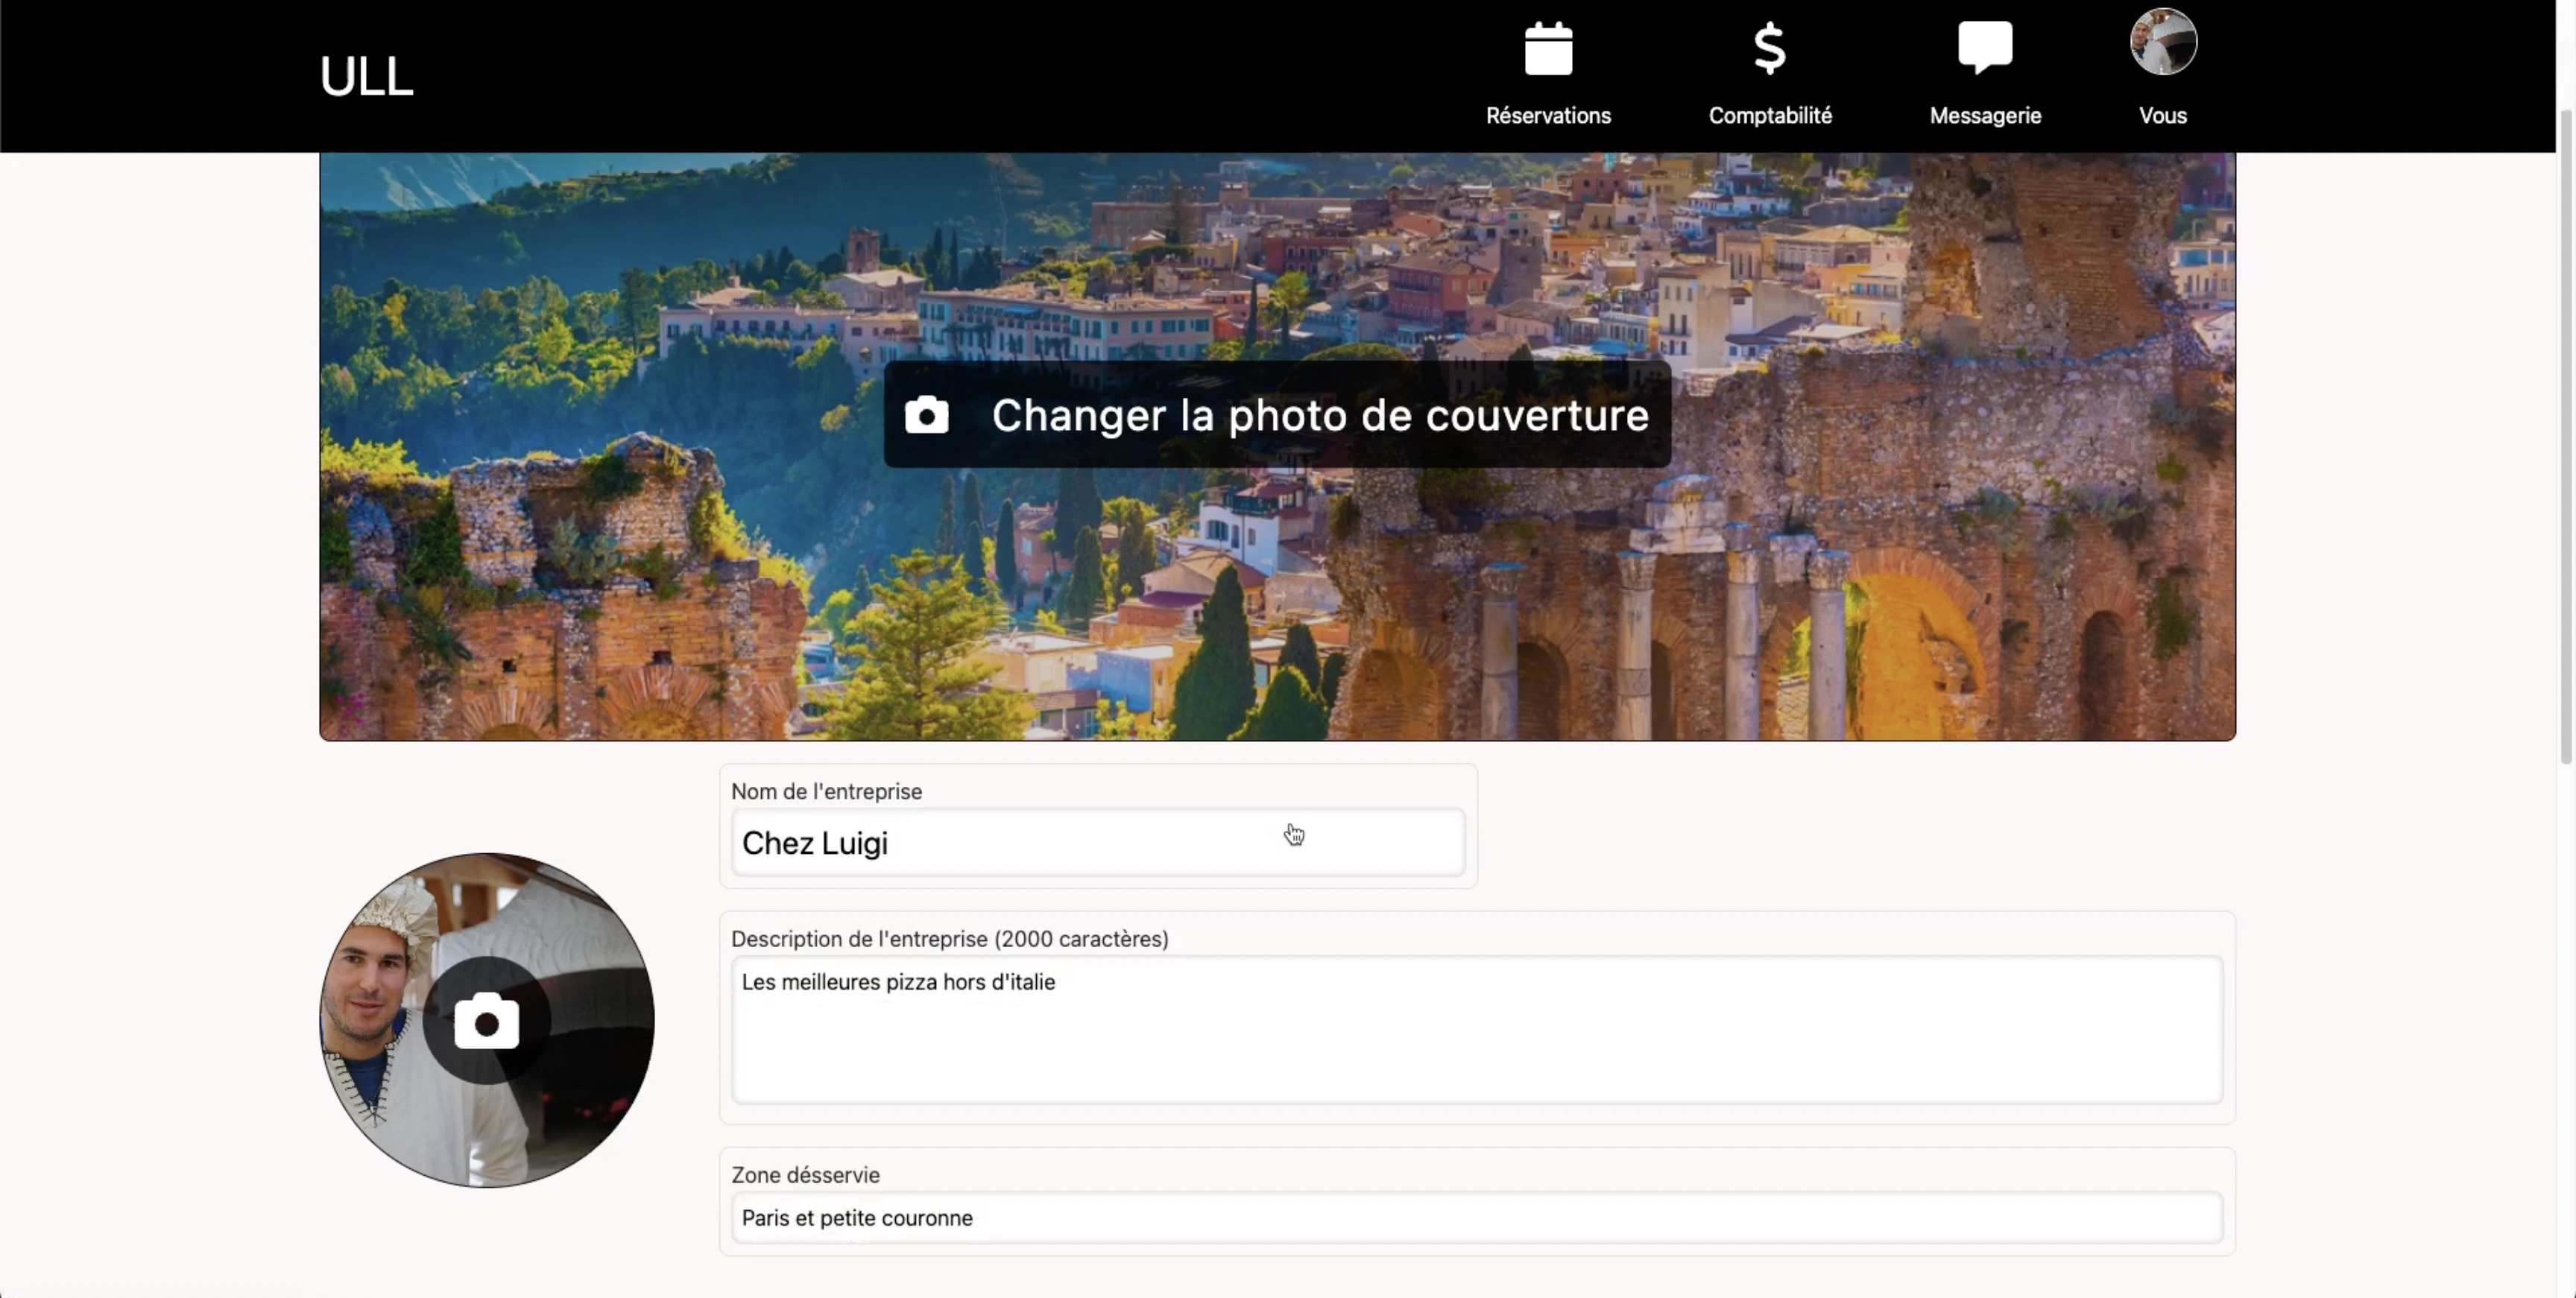 ULL
Réservations
Comptabilité
Messagerie
Vous
Changer la photo de couverture
Nom de l'entreprise
Chez Luigi
Description de l'entreprise (2000 caractères)
Les meilleures pizza hors d'italie
Zone désservie
Paris et petite couronne